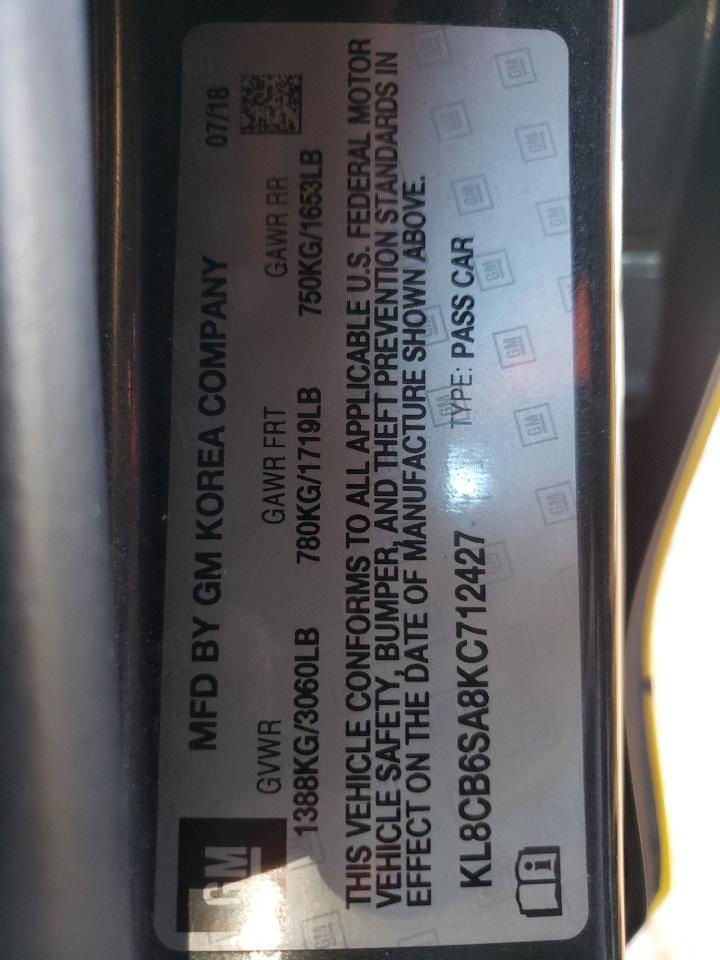 GM
MFD BY GM KOREA COMPANY 07/18
GVWR GAWR FRT GAWR RR
1388KG/3060LB 780KG/1719LB 750KG/1653LB
THIS VEHICLE CONFORMS TO ALL APPLICABLE U.S. FEDERAL MOTOR
VEHICLE SAFETY, BUMPER, AND THEFT PREVENTION STANDARDS IN
EFFECT ON THE DATE OF MANUFACTURE SHOWN ABOVE.
KL8CB6SA8KC712427 TYPE: PASS CAR